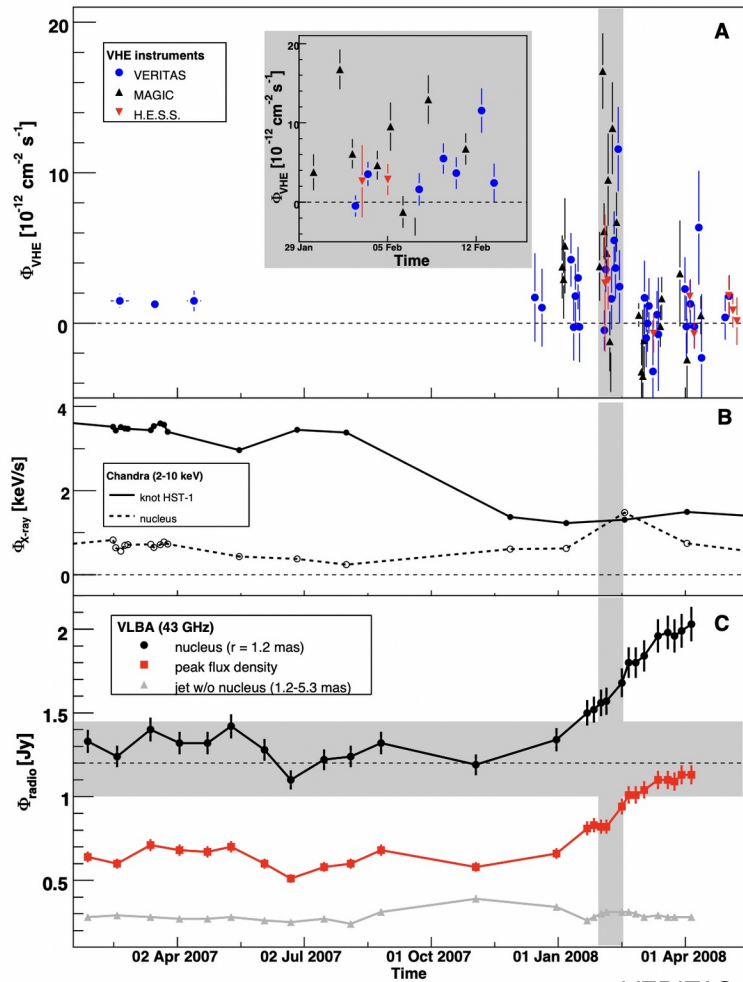 A
20
10
0
Φ_VHE [10⁻¹² cm⁻² s⁻¹]
VHE instruments
VERITAS
MAGIC
H.E.S.S.
20
10
0
Φ_VHE [10⁻¹² cm⁻² s⁻¹]
29 Jan
05 Feb
12 Feb
Time
B
4
2
0
Φ_X-ray [keV/s]
Chandra (2-10 keV)
knot HST-1
nucleus
C
2
1.5
1
0.5
Φ_radio [Jy]
VLBA (43 GHz)
nucleus (r = 1.2 mas)
peak flux density
jet w/o nucleus (1.2-5.3 mas)
02 Apr 2007
02 Jul 2007
01 Oct 2007
01 Jan 2008
01 Apr 2008
Time